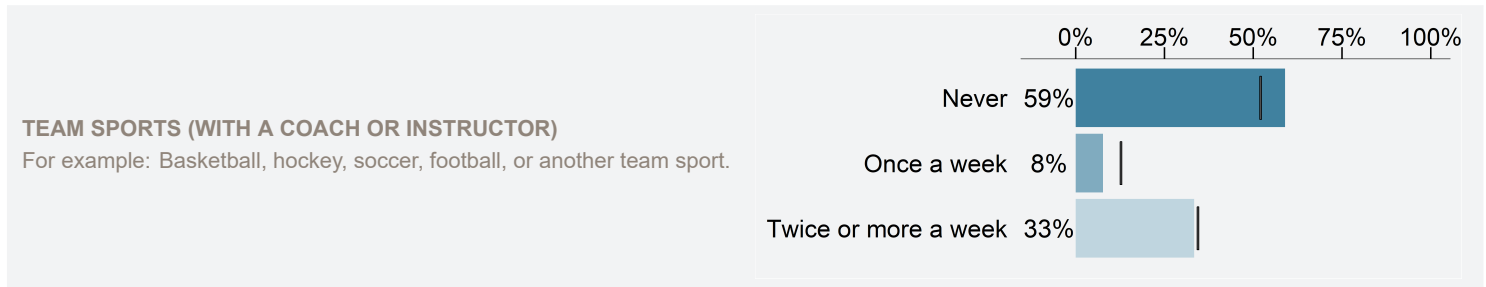 0% 25% 50% 75% 100%
Never 59%
TEAM SPORTS (WITH A COACH OR INSTRUCTOR)
For example: Basketball, hockey, soccer, football, or another team sport.
Once a week 8%
Twice or more a week 33%